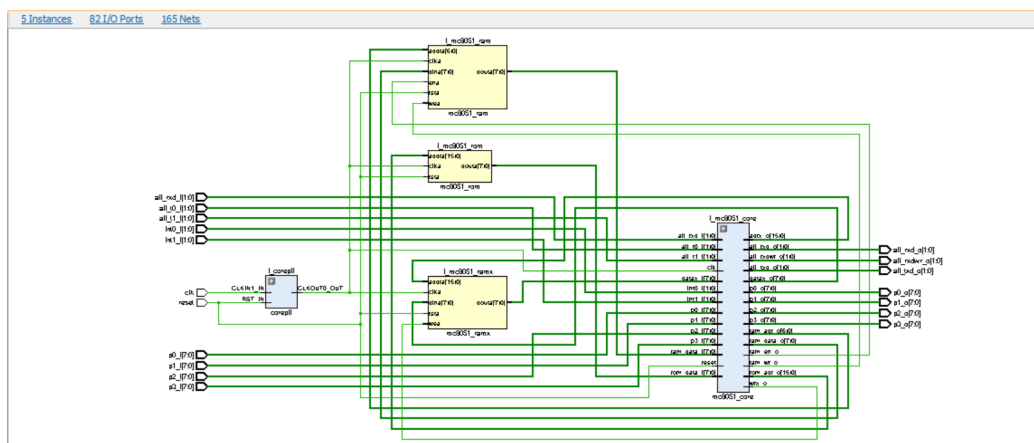 5 Instances 82 I/O Ports 165 Nets
I_mc8051_ram
addra[6:0]
clka
dina[7:0]
ena
rsta
wea
douta[7:0]
mc8051_ram
I_mc8051_rom
addra[15:0]
clka
rsta
douta[7:0]
mc8051_rom
all_rxd_i[1:0]
all_t0_i[1:0]
all_t1_i[1:0]
int0_i[1:0]
int1_i[1:0]
I_corepll
clk
reset
CLKIN1_IN
RST_IN
CLKOUT0_OUT
corepll
I_mc8051_ramx
addra[15:0]
clka
dina[7:0]
rsta
wea
douta[7:0]
mc8051_ramx
p0_i[7:0]
p1_i[7:0]
p2_i[7:0]
p3_i[7:0]
I_mc8051_core
all_rxd_i[1:0]
all_t0_i[1:0]
all_t1_i[1:0]
clk
datax_i[7:0]
int0_i[1:0]
int1_i[1:0]
p0_i[7:0]
p1_i[7:0]
p2_i[7:0]
p3_i[7:0]
ram_data_i[7:0]
reset
rom_data_i[7:0]
adrx_o[15:0]
all_rxd_o[1:0]
all_rxdwr_o[1:0]
all_txd_o[1:0]
datax_o[7:0]
p0_o[7:0]
p1_o[7:0]
p2_o[7:0]
p3_o[7:0]
ram_adr_o[6:0]
ram_data_o[7:0]
ram_en_o
ram_wr_o
rom_adr_o[15:0]
wrx_o
mc8051_core
all_rxd_o[1:0]
all_rxdwr_o[1:0]
all_txd_o[1:0]
p0_o[7:0]
p1_o[7:0]
p2_o[7:0]
p3_o[7:0]